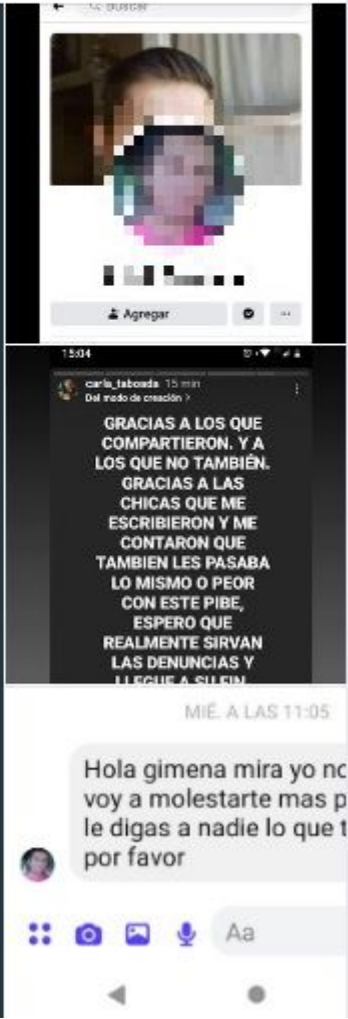 Buscar
Agregar
15:04
carla_taboada 15 min
Del modo de creación >
GRACIAS A LOS QUE
COMPARTIERON. Y A
LOS QUE NO TAMBIÉN.
GRACIAS A LAS
CHICAS QUE ME
ESCRIBIERON Y ME
CONTARON QUE
TAMBIEN LES PASABA
LO MISMO O PEOR
CON ESTE PIBE,
ESPERO QUE
REALMENTE SIRVAN
LAS DENUNCIAS Y
LLEGUE A SU FIN
MIÉ. A LAS 11:05
Hola gimena mira yo no
voy a molestarte mas p
le digas a nadie lo que t
por favor
Aa